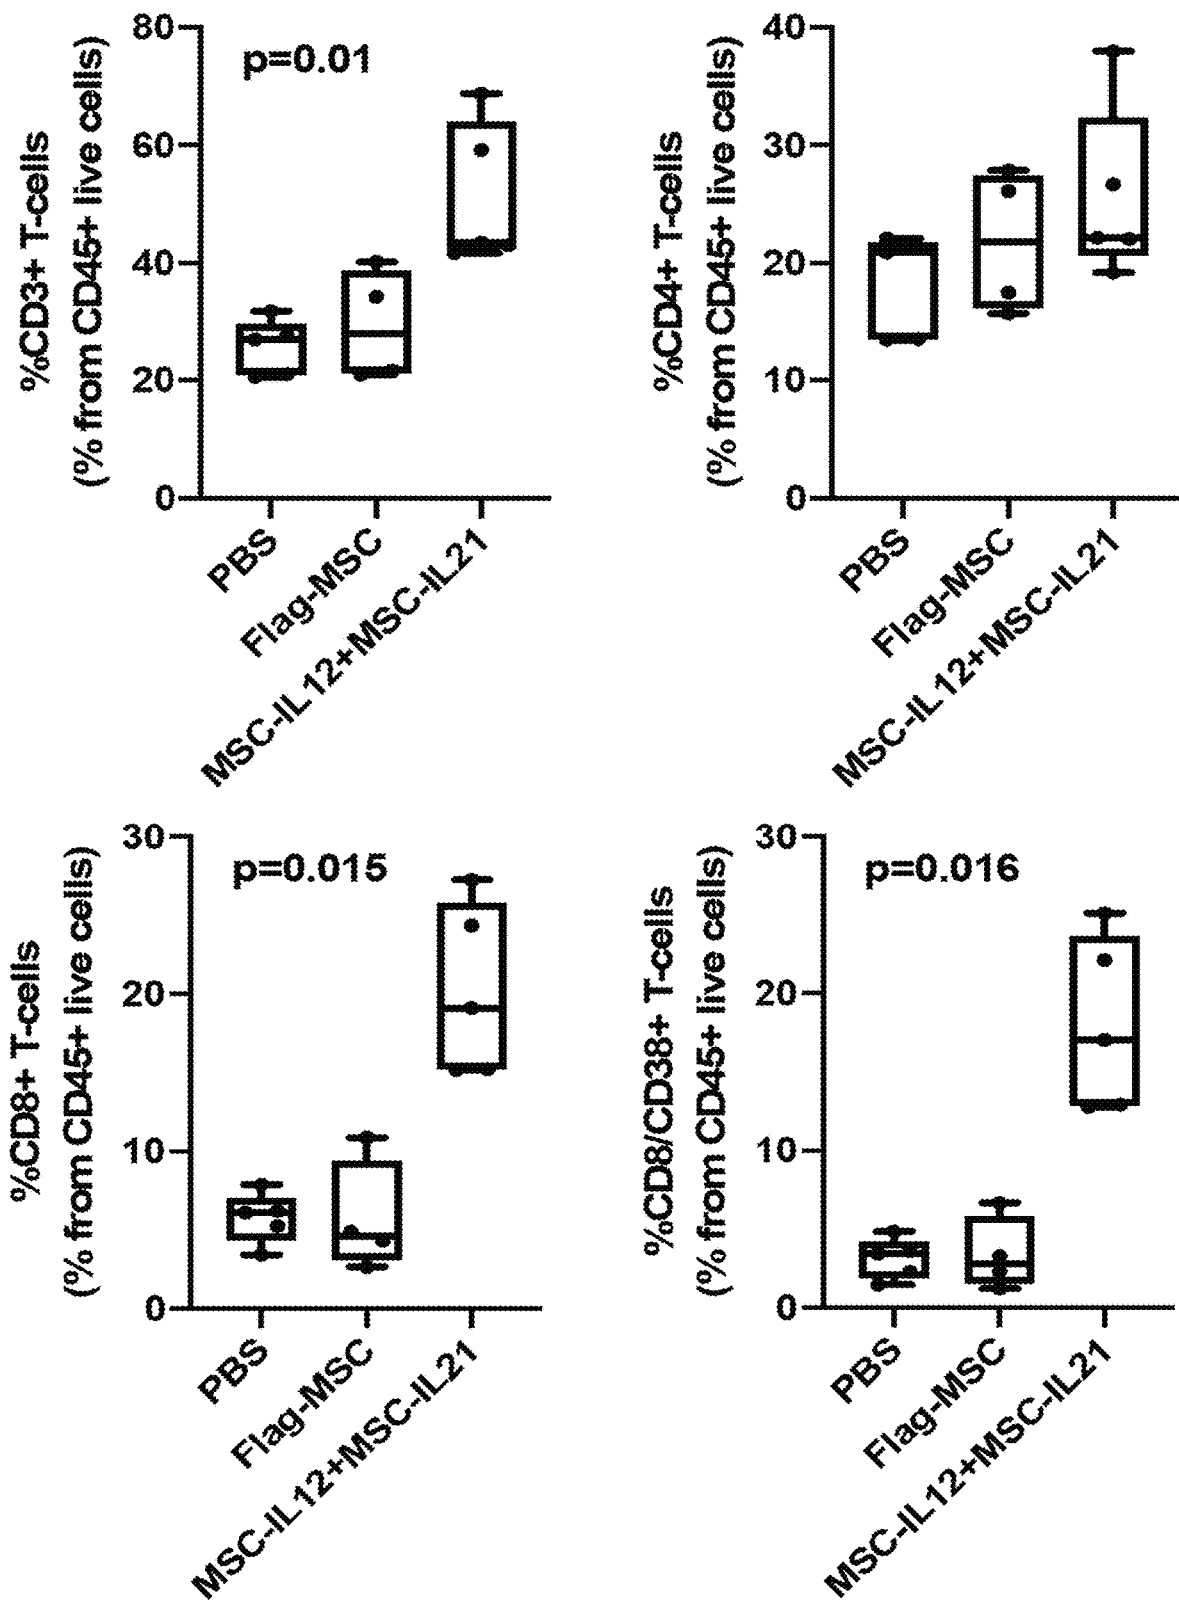 %CD3+ T-cells
(% from CD45+ live cells)
80
60
40
20
0
p=0.01
PBS
Flag-MSC
MSC-IL12+MSC-IL21
%CD4+ T-cells
(% from CD45+ live cells)
40
30
20
10
0
PBS
Flag-MSC
MSC-IL12+MSC-IL21
%CD8+ T-cells
(% from CD45+ live cells)
30
20
10
0
p=0.015
PBS
Flag-MSC
MSC-IL12+MSC-IL21
%CD8/CD38+ T-cells
(% from CD45+ live cells)
30
20
10
0
p=0.016
PBS
Flag-MSC
MSC-IL12+MSC-IL21